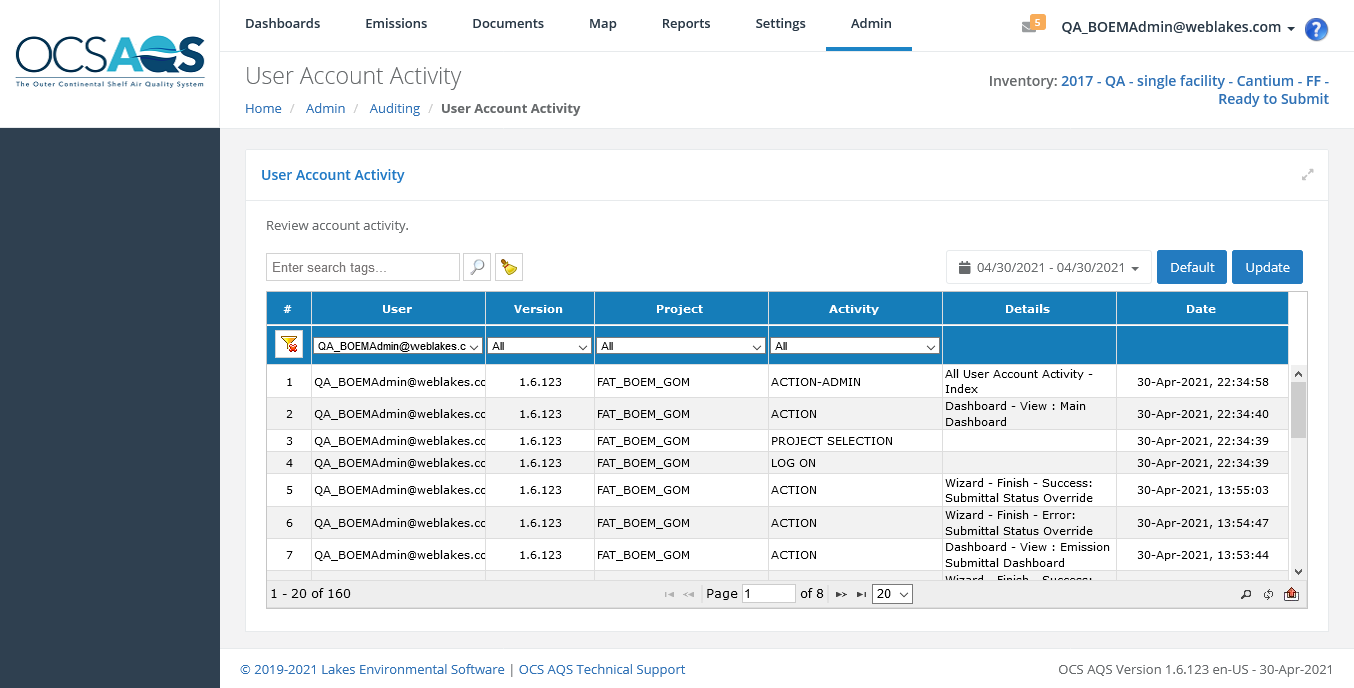 OCSAQS
The Outer Continental Shelf Air Quality System
Dashboards Emissions Documents Map Reports Settings Admin
5 QA_BOEMAdmin@weblakes.com ?
User Account Activity
Home / Admin / Auditing / User Account Activity
Inventory: 2017 - QA - single facility - Cantium - FF -
Ready to Submit
User Account Activity
Review account activity.
Enter search tags...
04/30/2021 - 04/30/2021 Default Update
# User Version Project Activity Details Date
QA_BOEMAdmin@weblakes.c All All All
1 QA_BOEMAdmin@weblakes.cc 1.6.123 FAT_BOEM_GOM ACTION-ADMIN All User Account Activity - 30-Apr-2021, 22:34:58
Index
2 QA_BOEMAdmin@weblakes.cc 1.6.123 FAT_BOEM_GOM ACTION Dashboard - View : Main 30-Apr-2021, 22:34:40
Dashboard
3 QA_BOEMAdmin@weblakes.cc 1.6.123 FAT_BOEM_GOM PROJECT SELECTION 30-Apr-2021, 22:34:39
4 QA_BOEMAdmin@weblakes.cc 1.6.123 FAT_BOEM_GOM LOG ON 30-Apr-2021, 22:34:39
5 QA_BOEMAdmin@weblakes.cc 1.6.123 FAT_BOEM_GOM ACTION Wizard - Finish - Success: 30-Apr-2021, 13:55:03
Submittal Status Override
6 QA_BOEMAdmin@weblakes.cc 1.6.123 FAT_BOEM_GOM ACTION Wizard - Finish - Error: 30-Apr-2021, 13:54:47
Submittal Status Override
7 QA_BOEMAdmin@weblakes.cc 1.6.123 FAT_BOEM_GOM ACTION Dashboard - View : Emission 30-Apr-2021, 13:53:44
Submittal Dashboard
Wizard - Finish - Success:
1 - 20 of 160 Page 1 of 8 20
© 2019-2021 Lakes Environmental Software | OCS AQS Technical Support
OCS AQS Version 1.6.123 en-US - 30-Apr-2021